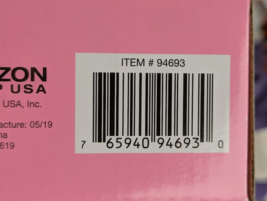 ITEM # 94693
ZON
P USA
USA, Inc.
acture: 05/19
na
619
7 65940 94693 0